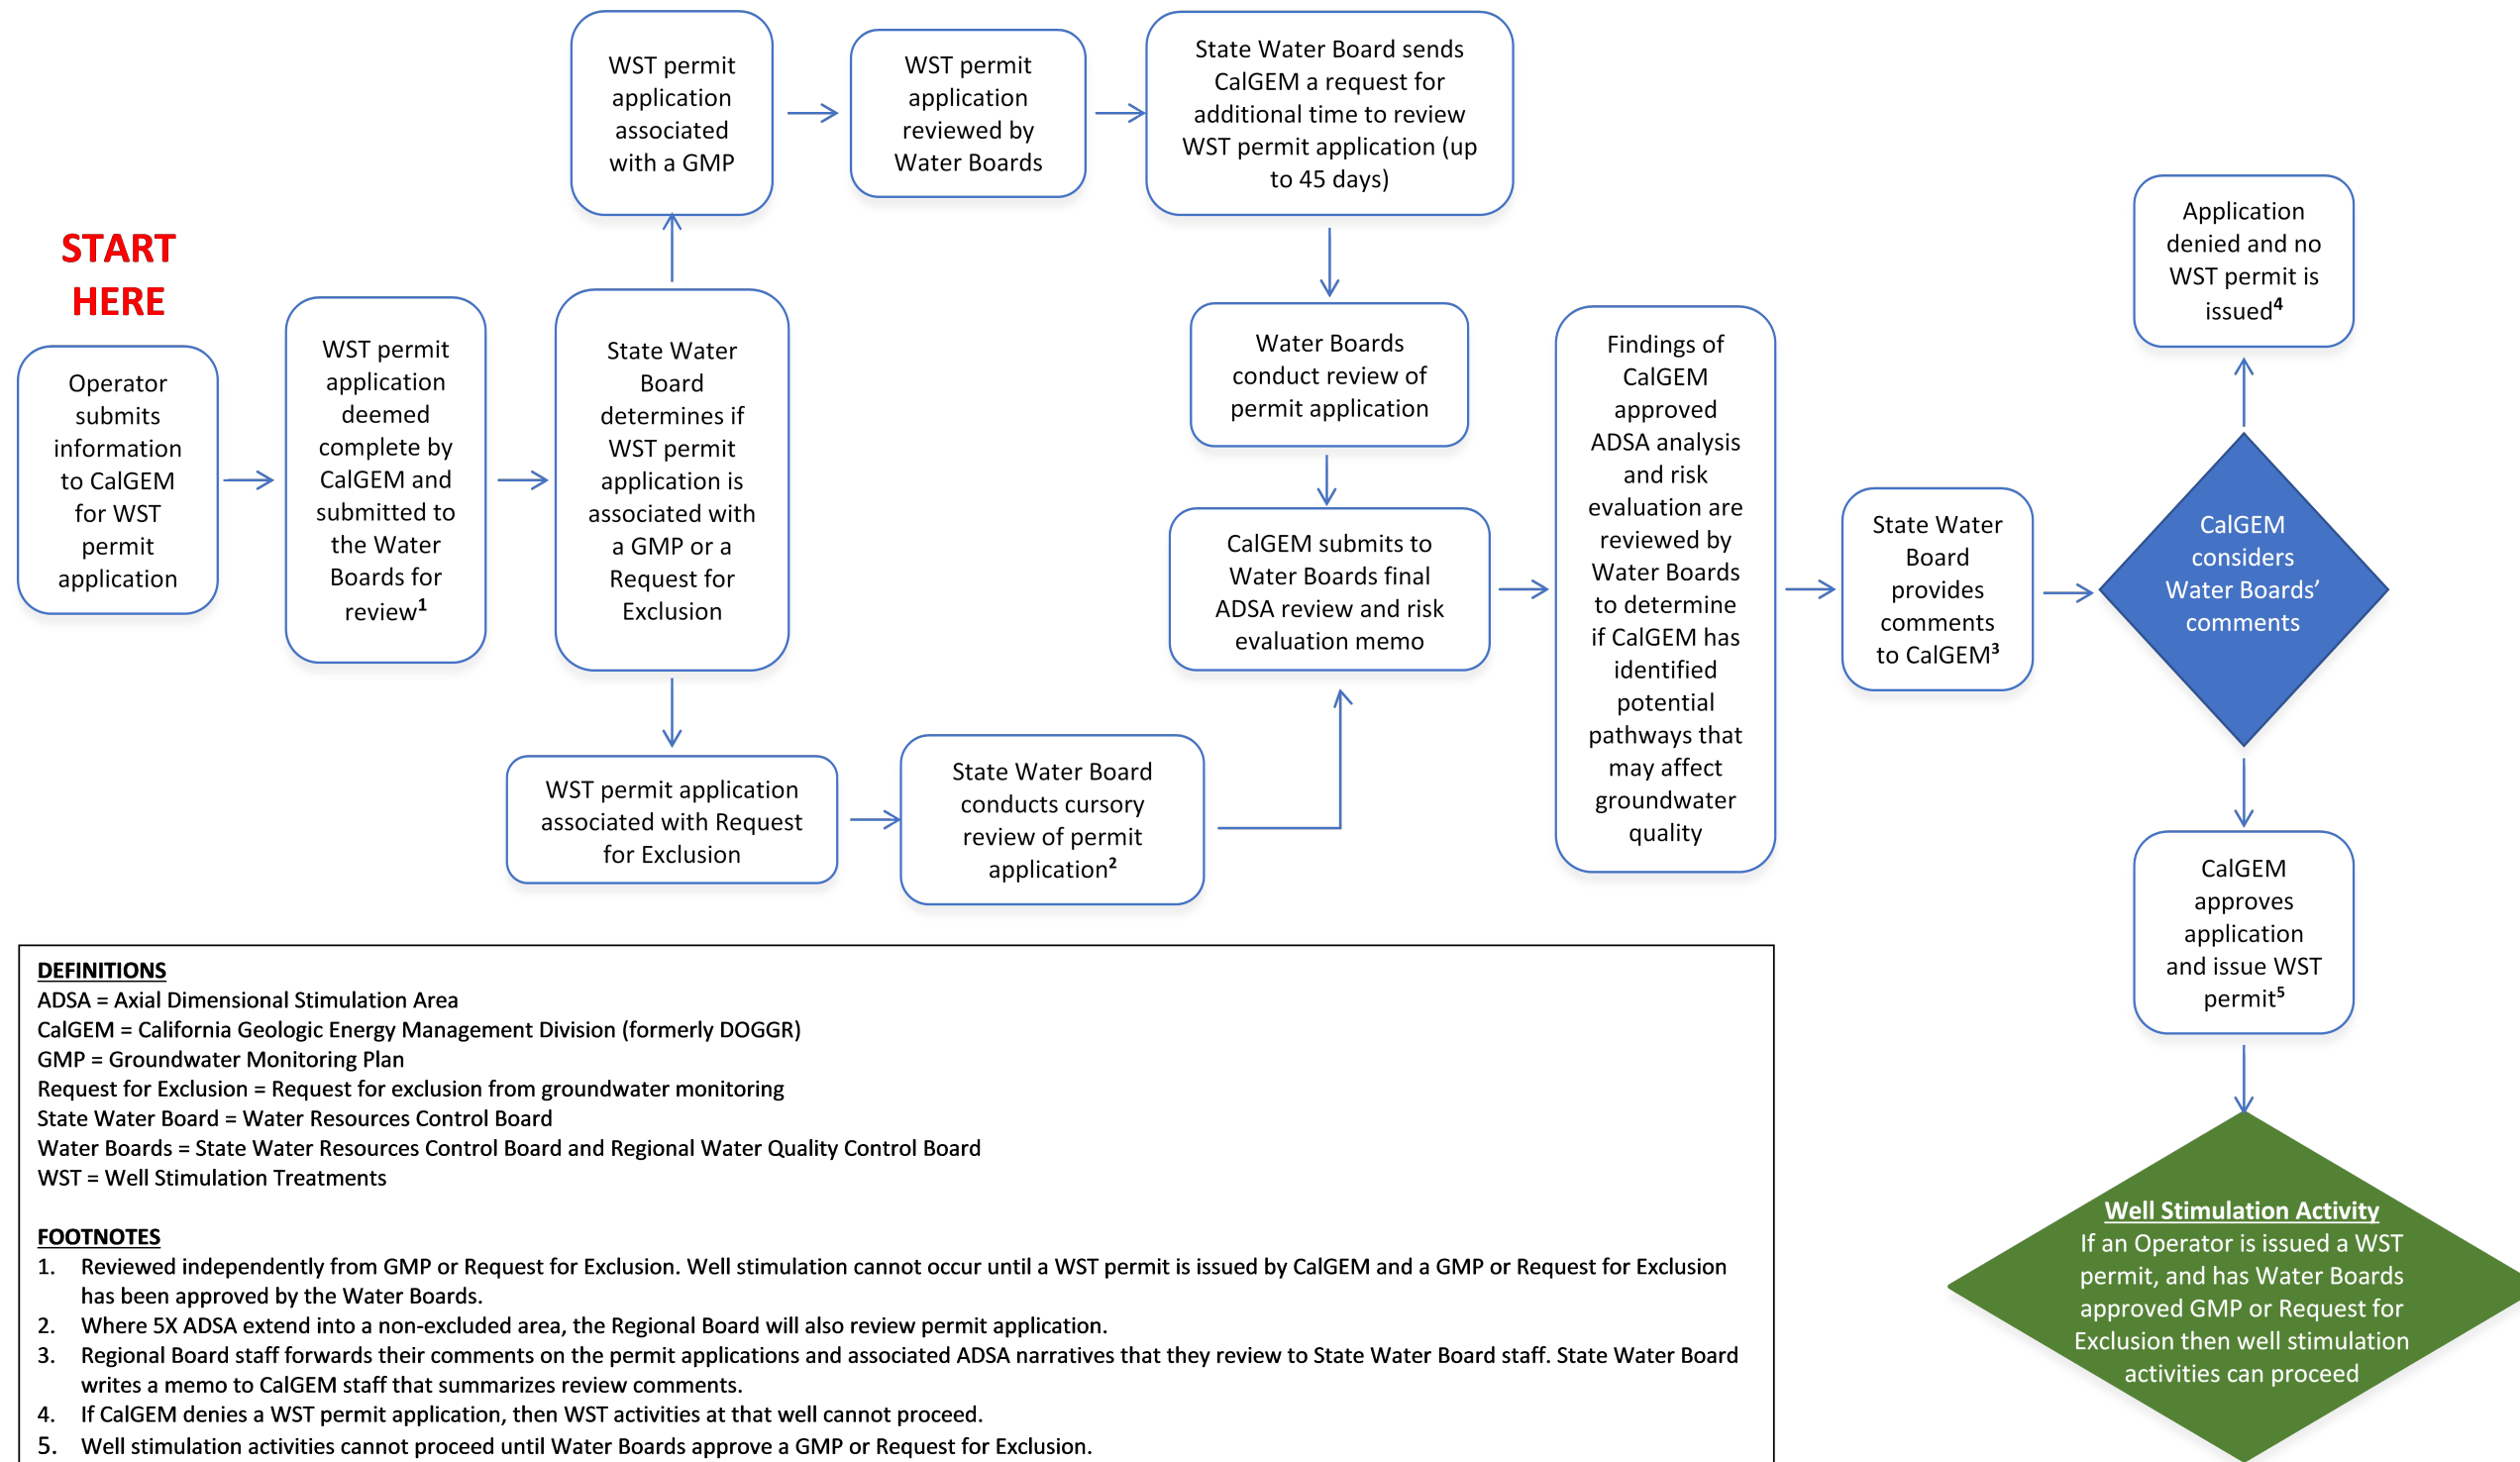 START
HERE
Operator
submits
information
to CalGEM
for WST
permit
application
WST permit
application
deemed
complete by
CalGEM and
submitted to
the Water
Boards for
review1
State Water
Board
determines if
WST permit
application is
associated with
a GMP or a
Request for
Exclusion
WST permit
application
associated
with a GMP
WST permit
application
reviewed by
Water Boards
State Water Board sends
CalGEM a request for
additional time to review
WST permit application (up
to 45 days)
Water Boards
conduct review of
permit application
WST permit application
associated with Request
for Exclusion
State Water Board
conducts cursory
review of permit
application2
CalGEM submits to
Water Boards final
ADSA review and risk
evaluation memo
Findings of
CalGEM
approved
ADSA analysis
and risk
evaluation are
reviewed by
Water Boards
to determine
if CalGEM has
identified
potential
pathways that
may affect
groundwater
quality
State Water
Board
provides
comments
to CalGEM3
CalGEM
considers
Water Boards’
comments
Application
denied and no
WST permit is
issued4
CalGEM
approves
application
and issue WST
permit5
Well Stimulation Activity
If an Operator is issued a WST
permit, and has Water Boards
approved GMP or Request for
Exclusion then well stimulation
activities can proceed
DEFINITIONS
ADSA = Axial Dimensional Stimulation Area
CalGEM = California Geologic Energy Management Division (formerly DOGGR)
GMP = Groundwater Monitoring Plan
Request for Exclusion = Request for exclusion from groundwater monitoring
State Water Board = Water Resources Control Board
Water Boards = State Water Resources Control Board and Regional Water Quality Control Board
WST = Well Stimulation Treatments
FOOTNOTES
1. Reviewed independently from GMP or Request for Exclusion. Well stimulation cannot occur until a WST permit is issued by CalGEM and a GMP or Request for Exclusion
has been approved by the Water Boards.
2. Where 5X ADSA extend into a non-excluded area, the Regional Board will also review permit application.
3. Regional Board staff forwards their comments on the permit applications and associated ADSA narratives that they review to State Water Board staff. State Water Board
writes a memo to CalGEM staff that summarizes review comments.
4. If CalGEM denies a WST permit application, then WST activities at that well cannot proceed.
5. Well stimulation activities cannot proceed until Water Boards approve a GMP or Request for Exclusion.